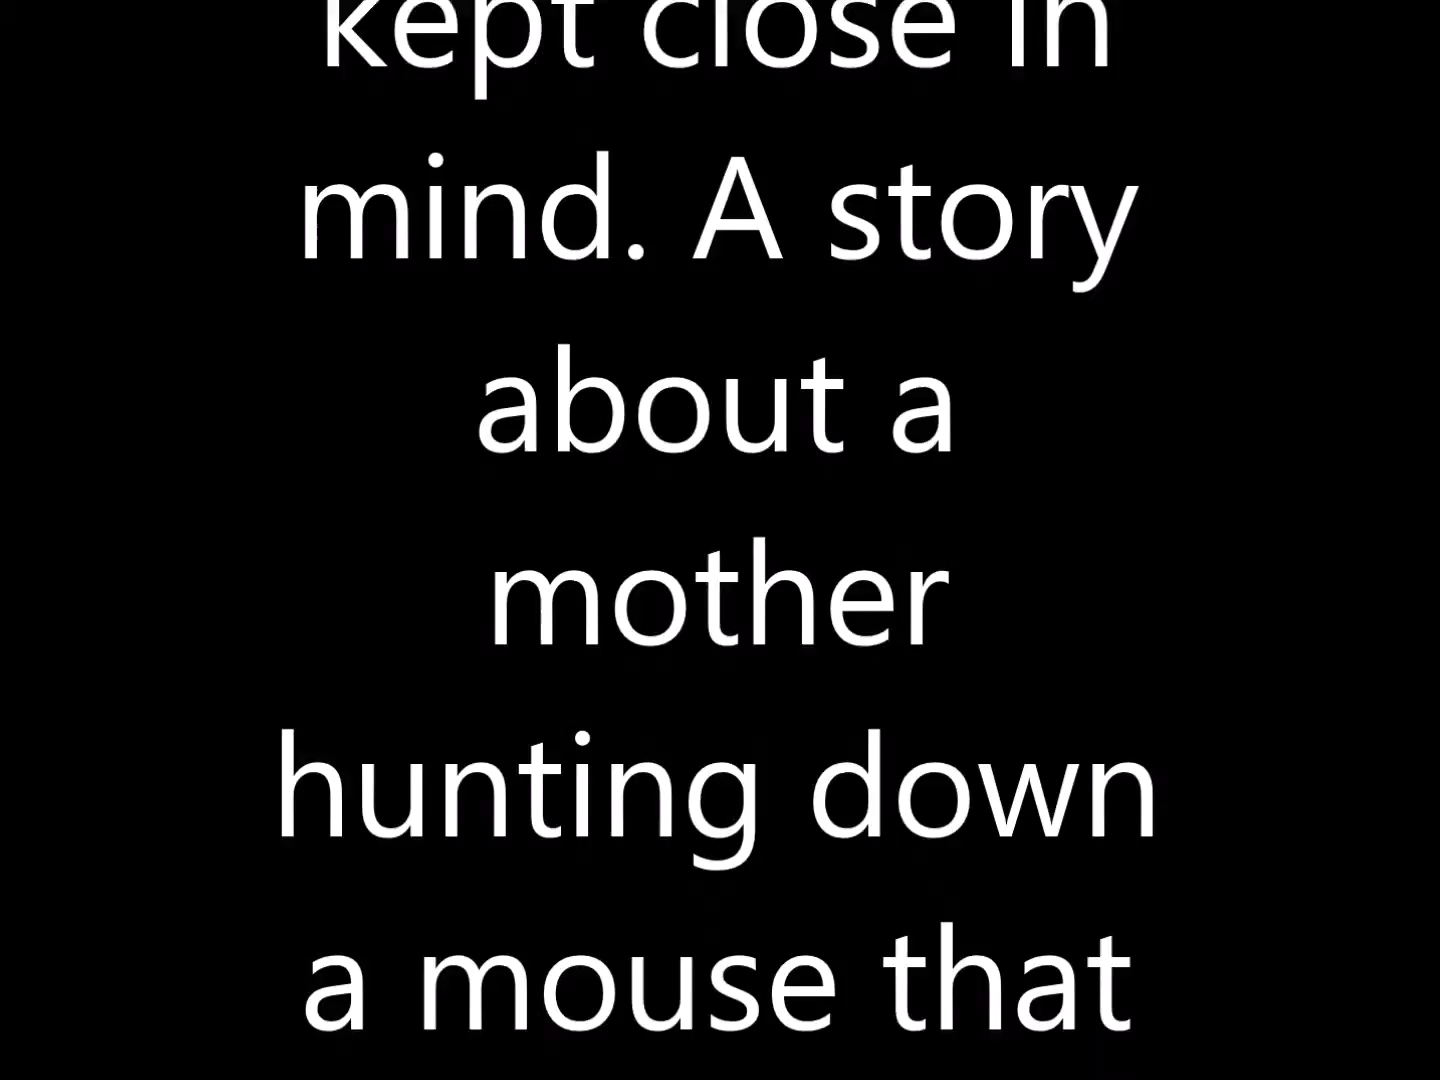 kept close in
mind. A story
about a
mother
hunting down
a mouse that